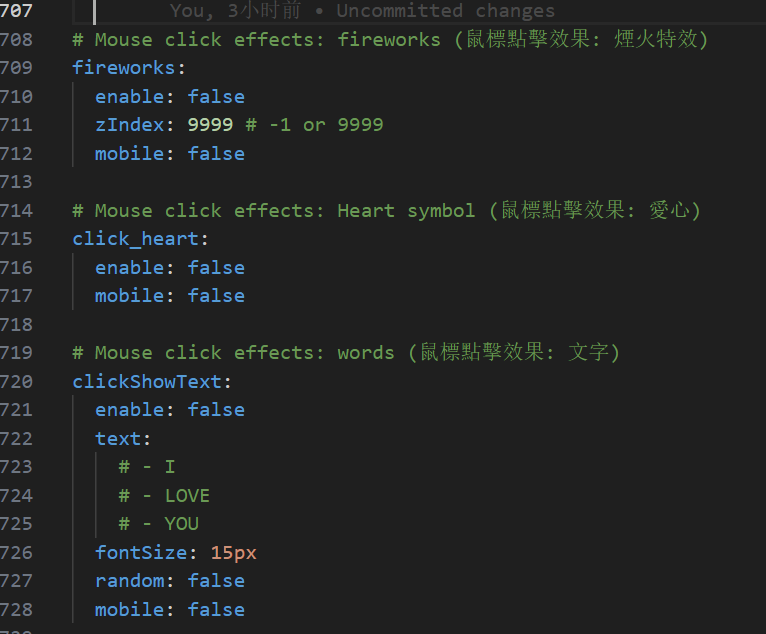 707 You, 3小时前 • Uncommitted changes
708 # Mouse click effects: fireworks (鼠標點擊效果: 煙火特效)
709 fireworks:
710 enable: false
711 zIndex: 9999 # -1 or 9999
712 mobile: false
713
714 # Mouse click effects: Heart symbol (鼠標點擊效果: 愛心)
715 click_heart:
716 enable: false
717 mobile: false
718
719 # Mouse click effects: words (鼠標點擊效果: 文字)
720 clickShowText:
721 enable: false
722 text:
723 # - I
724 # - LOVE
725 # - YOU
726 fontSize: 15px
727 random: false
728 mobile: false